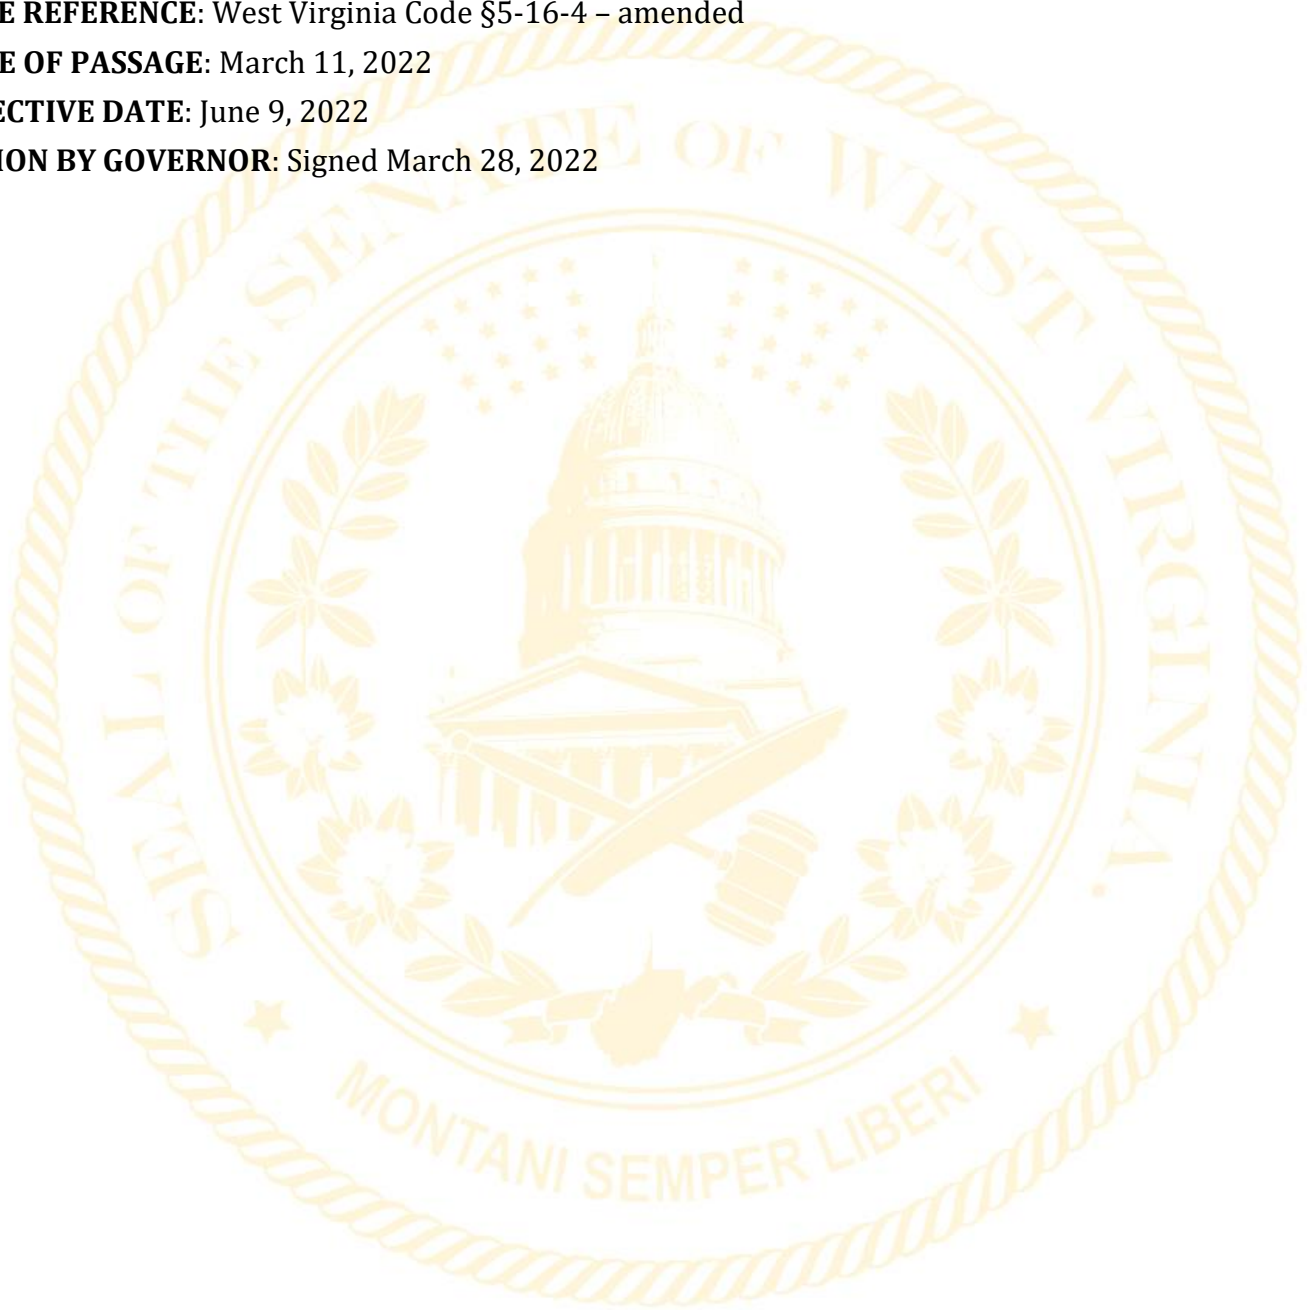 E REFERENCE: West Virginia Code §5-16-4 – amended
E OF PASSAGE: March 11, 2022
ECTIVE DATE: June 9, 2022
ION BY GOVERNOR: Signed March 28, 2022
SEAL OF THE SENATE OF WEST VIRGINIA
MONTANI SEMPER LIBERI